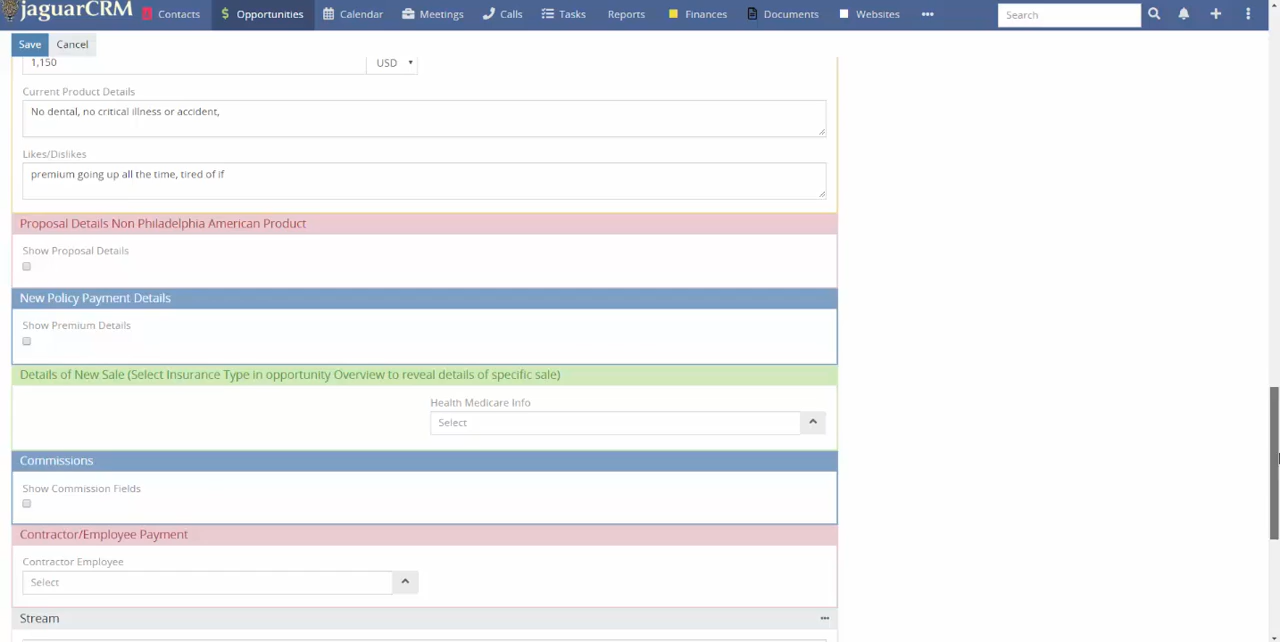 jaguarCRM
Contacts
$ Opportunities
Calendar
Meetings
Calls
Tasks
Reports
Finances
Documents
Websites
•••
Search
Save
Cancel
1,150
USD
Current Product Details
No dental, no critical illness or accident,
Likes/Dislikes
premium going up all the time, tired of if
Proposal Details Non Philadelphia American Product
Show Proposal Details
New Policy Payment Details
Show Premium Details
Details of New Sale (Select Insurance Type in opportunity Overview to reveal details of specific sale)
Health Medicare Info
Select
Commissions
Show Commission Fields
Contractor/Employee Payment
Contractor Employee
Select
Stream
•••